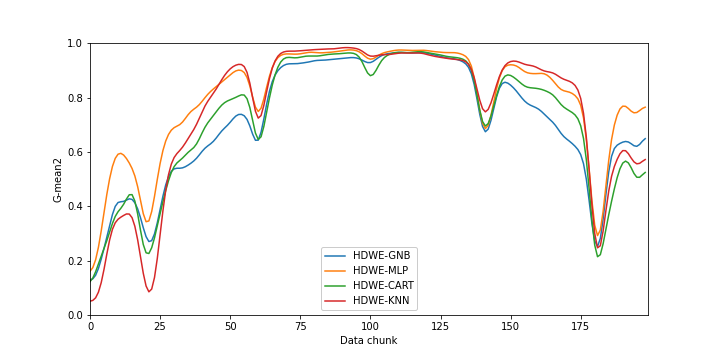 1.0
0.8
0.6
0.4
0.2
0.0
G-mean2
HDWE-GNB
HDWE-MLP
HDWE-CART
HDWE-KNN
0 25 50 75 100 125 150 175
Data chunk